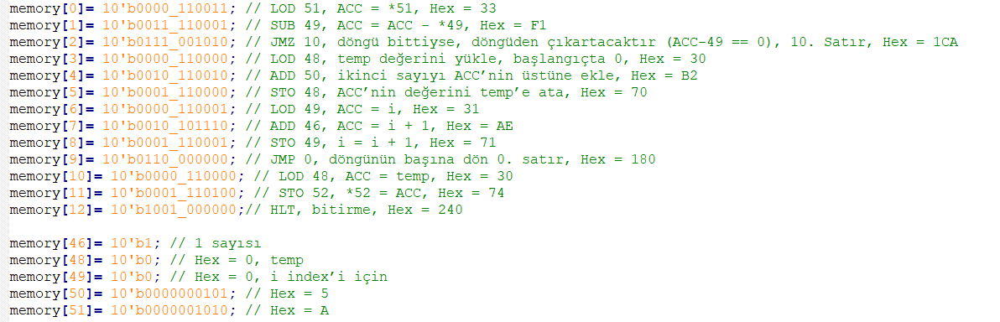 memory[0]= 10'b0000_110011; // LOD 51, ACC = *51, Hex = 33
memory[1]= 10'b0011_110001; // SUB 49, ACC = ACC - *49, Hex = F1
memory[2]= 10'b0111_001010; // JMZ 10, döngü bittiyse, döngüden çıkartacaktır (ACC-49 == 0), 10. Satır, Hex = 1CA
memory[3]= 10'b0000_110000; // LOD 48, temp değerini yükle, başlangıçta 0, Hex = 30
memory[4]= 10'b0010_110010; // ADD 50, ikinci sayıyı ACC’nin üstüne ekle, Hex = B2
memory[5]= 10'b0001_110000; // STO 48, ACC’nin değerini temp’e ata, Hex = 70
memory[6]= 10'b0000_110001; // LOD 49, ACC = i, Hex = 31
memory[7]= 10'b0010_101110; // ADD 46, ACC = i + 1, Hex = AE
memory[8]= 10'b0001_110001; // STO 49, i = i + 1, Hex = 71
memory[9]= 10'b0110_000000; // JMP 0, döngünün başına dön 0. satır, Hex = 180
memory[10]= 10'b0000_110000; // LOD 48, ACC = temp, Hex = 30
memory[11]= 10'b0001_110100; // STO 52, *52 = ACC, Hex = 74
memory[12]= 10'b1001_000000;// HLT, bitirme, Hex = 240
memory[46]= 10'b1; // 1 sayısı
memory[48]= 10'b0; // Hex = 0, temp
memory[49]= 10'b0; // Hex = 0, i index’i için
memory[50]= 10'b0000000101; // Hex = 5
memory[51]= 10'b0000001010; // Hex = A